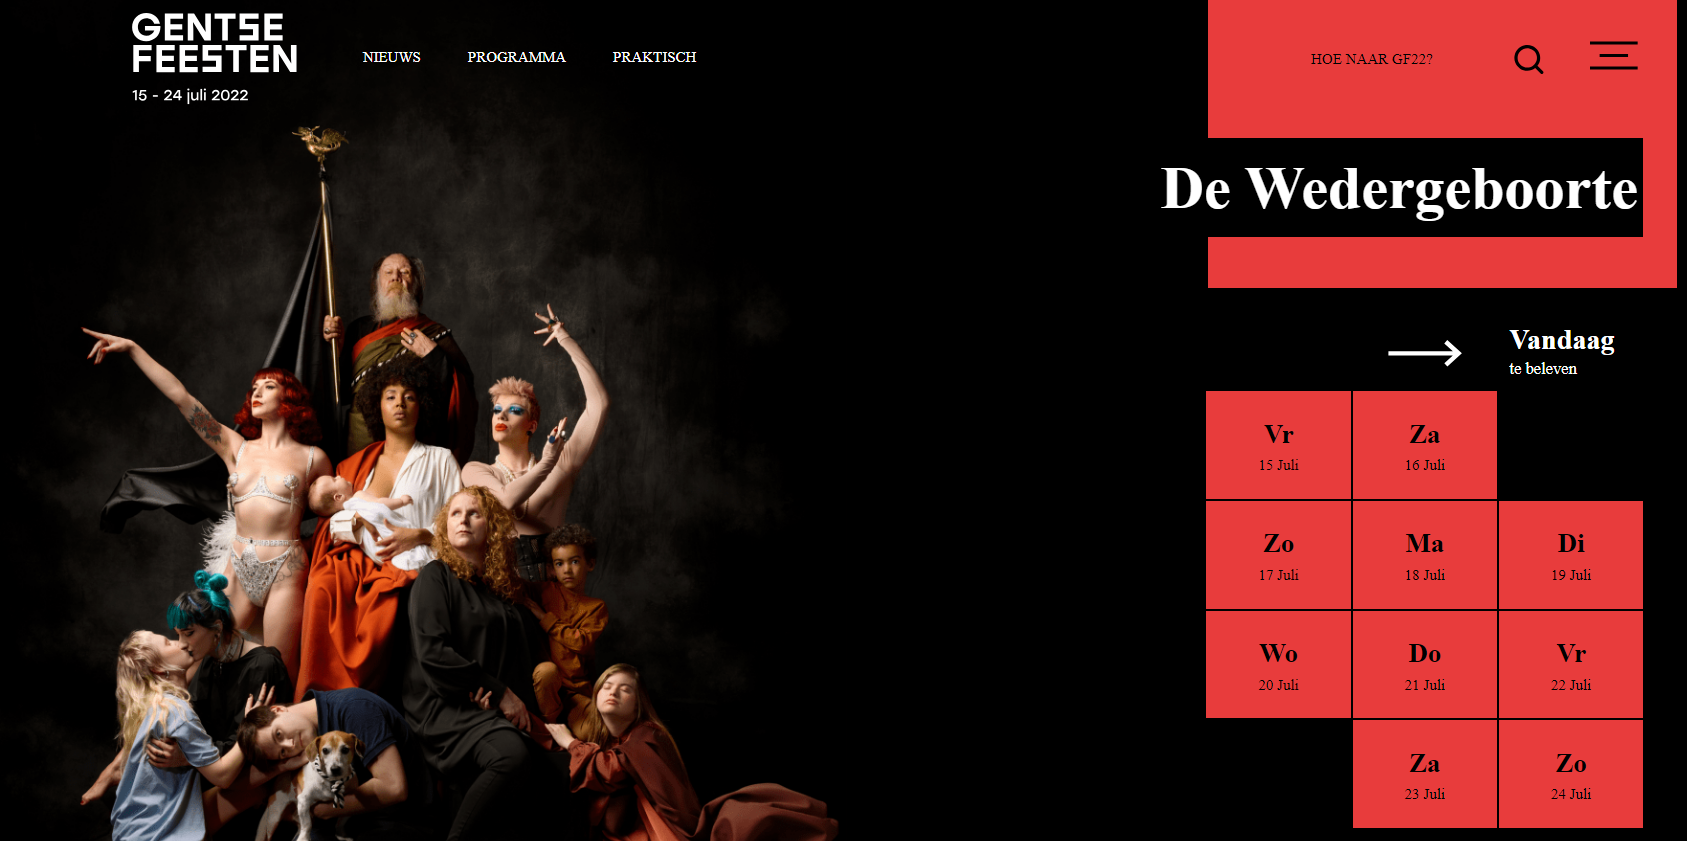 GENTSE
FEESTEN
15 - 24 juli 2022
NIEUWS
PROGRAMMA
PRAKTISCH
HOE NAAR GF22?
De Wedergeboorte
Vandaag
te beleven
Vr
15 Juli
Za
16 Juli
Zo
17 Juli
Ma
18 Juli
Di
19 Juli
Wo
20 Juli
Do
21 Juli
Vr
22 Juli
Za
23 Juli
Zo
24 Juli